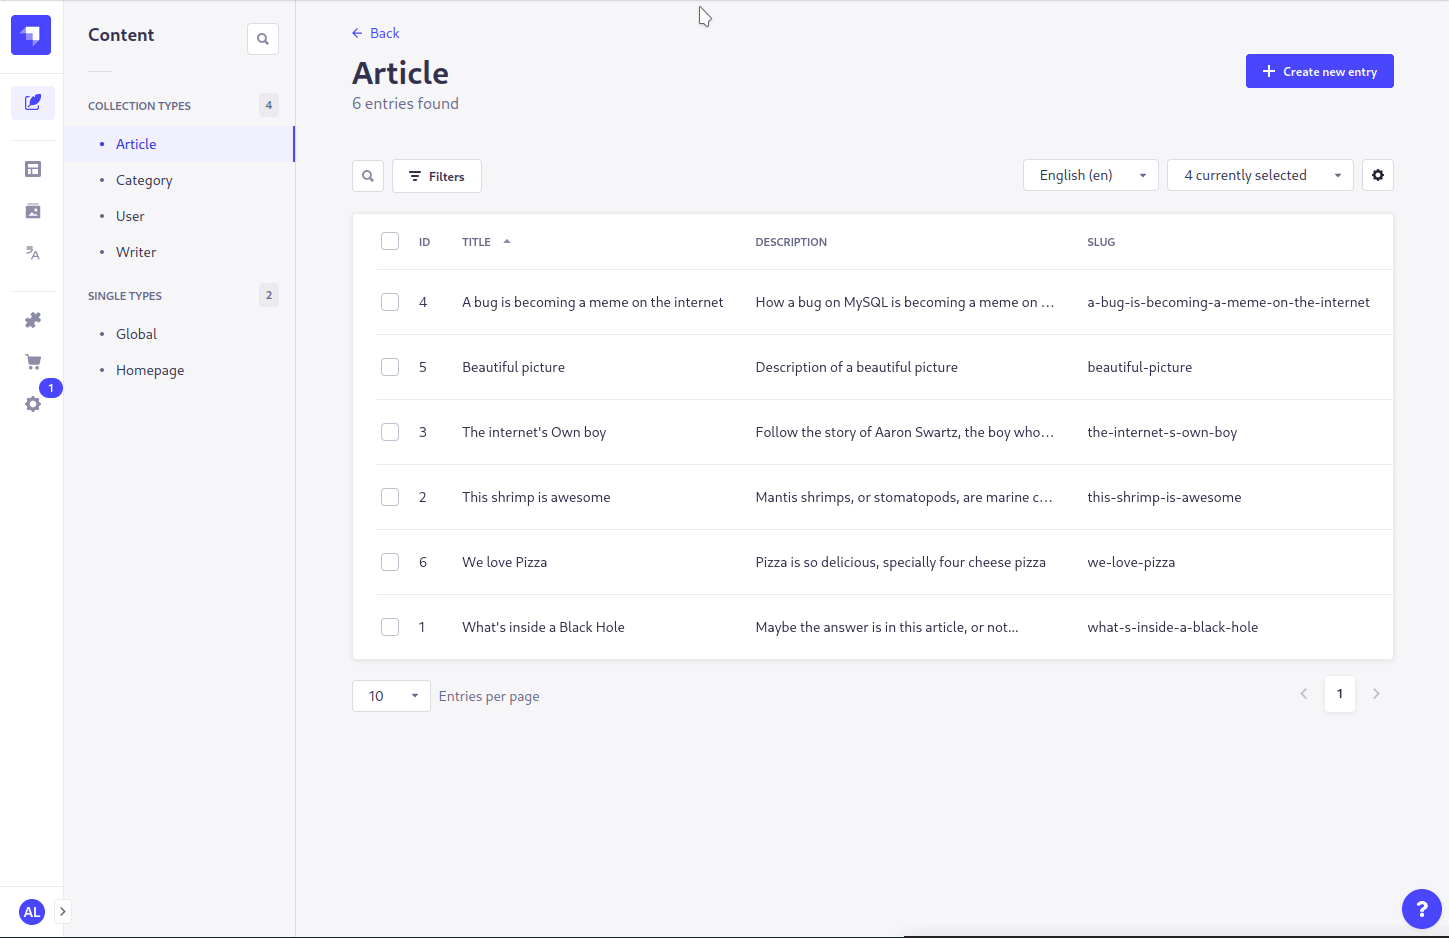 Content
COLLECTION TYPES 4
Article
Category
User
Writer
SINGLE TYPES 2
Global
Homepage
1
AL
Back
Article
6 entries found
Create new entry
Filters
English (en)
4 currently selected
ID TITLE DESCRIPTION SLUG
4 A bug is becoming a meme on the internet How a bug on MySQL is becoming a meme on … a-bug-is-becoming-a-meme-on-the-internet
5 Beautiful picture Description of a beautiful picture beautiful-picture
3 The internet's Own boy Follow the story of Aaron Swartz, the boy who… the-internet-s-own-boy
2 This shrimp is awesome Mantis shrimps, or stomatopods, are marine c… this-shrimp-is-awesome
6 We love Pizza Pizza is so delicious, specially four cheese pizza we-love-pizza
1 What's inside a Black Hole Maybe the answer is in this article, or not... what-s-inside-a-black-hole
10 Entries per page
1
?